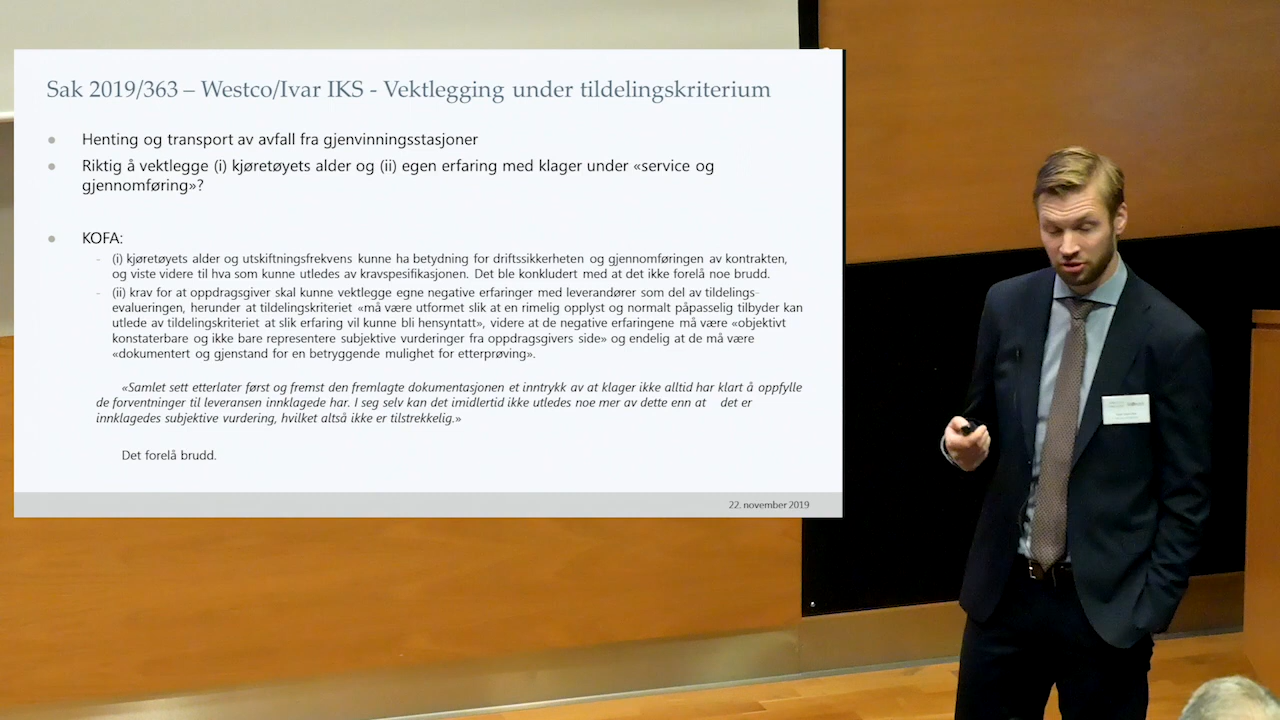 Sak 2019/363 – Westco/Ivar IKS - Vektlegging under tildelingskriterium
Henting og transport av avfall fra gjenvinningsstasjoner
Riktig å vektlegge (i) kjøretøyets alder og (ii) egen erfaring med klager under «service og
gjennomføring»?
KOFA:
- (i) kjøretøyets alder og utskiftningsfrekvens kunne ha betydning for driftssikkerheten og gjennomføringen av kontrakten,
og viste videre til hva som kunne utledes av kravspesifikasjonen. Det ble konkludert med at det ikke forelå noe brudd.
- (ii) krav for at oppdragsgiver skal kunne vektlegge egne negative erfaringer med leverandører som del av tildelings-
evalueringen, herunder at tildelingskriteriet «må være utformet slik at en rimelig opplyst og normalt påpasselig tilbyder kan
utlede av tildelingskriteriet at slik erfaring vil kunne bli hensyntatt», videre at de negative erfaringene må være «objektivt
konstaterbare og ikke bare representere subjektive vurderinger fra oppdragsgivers side» og endelig at de må være
«dokumentert og gjenstand for en betryggende mulighet for etterprøving».
«Samlet sett etterlater først og fremst den fremlagte dokumentasjonen et inntrykk av at klager ikke alltid har klart å oppfylle
de forventninger til leveransen innklagede har. I seg selv kan det imidlertid ikke utledes noe mer av dette enn at det er
innklagedes subjektive vurdering, hvilket altså ikke er tilstrekkelig.»
Det forelå brudd.
22. november 2019